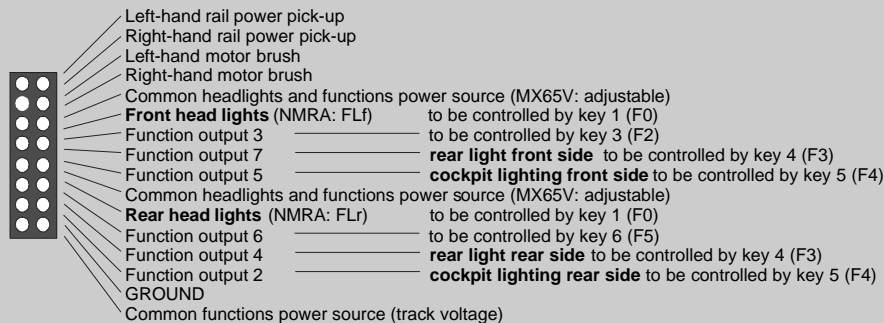 Left-hand rail power pick-up
Right-hand rail power pick-up
Left-hand motor brush
Right-hand motor brush
Common headlights and functions power source (MX65V: adjustable)
Front head lights (NMRA: FLf) to be controlled by key 1 (F0)
Function output 3 to be controlled by key 3 (F2)
Function output 7 rear light front side to be controlled by key 4 (F3)
Function output 5 cockpit lighting front side to be controlled by key 5 (F4)
Common headlights and functions power source (MX65V: adjustable)
Rear head lights (NMRA: FLr) to be controlled by key 1 (F0)
Function output 6 to be controlled by key 6 (F5)
Function output 4 rear light rear side to be controlled by key 4 (F3)
Function output 2 cockpit lighting rear side to be controlled by key 5 (F4)
GROUND
Common functions power source (track voltage)